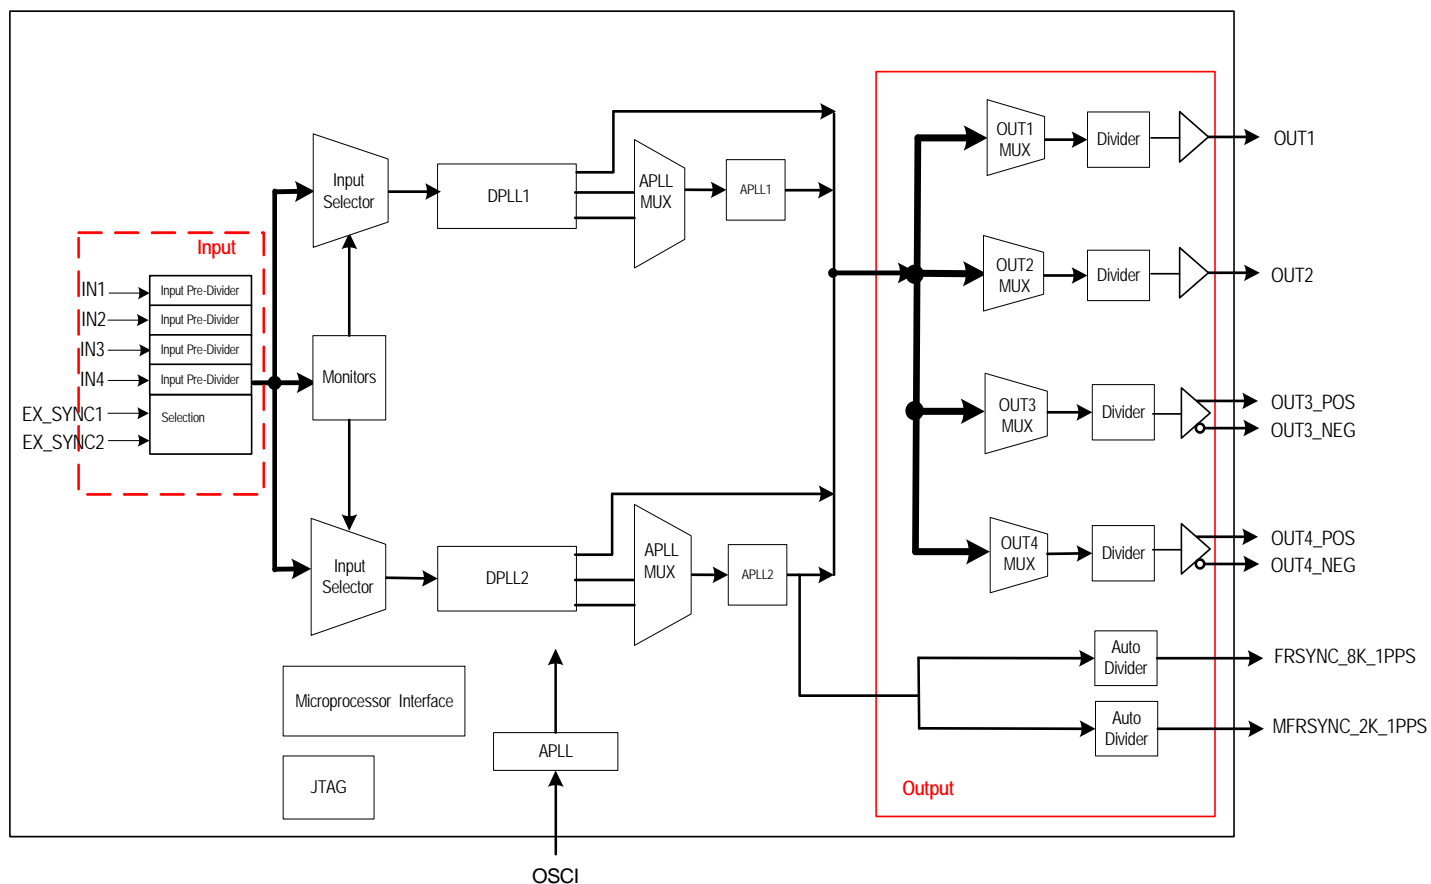 Input
IN1
Input Pre-Divider
IN2
Input Pre-Divider
IN3
Input Pre-Divider
IN4
Input Pre-Divider
EX_SYNC1
EX_SYNC2
Selection
Input
Selector
Monitors
Input
Selector
DPLL1
APLL
MUX
APLL1
DPLL2
APLL
MUX
APLL2
Microprocessor Interface
JTAG
APLL
OSCI
OUT1
MUX
Divider
OUT1
OUT2
MUX
Divider
OUT2
OUT3
MUX
Divider
OUT3_POS
OUT3_NEG
OUT4
MUX
Divider
OUT4_POS
OUT4_NEG
Auto
Divider
FRSYNC_8K_1PPS
Auto
Divider
MFRSYNC_2K_1PPS
Output